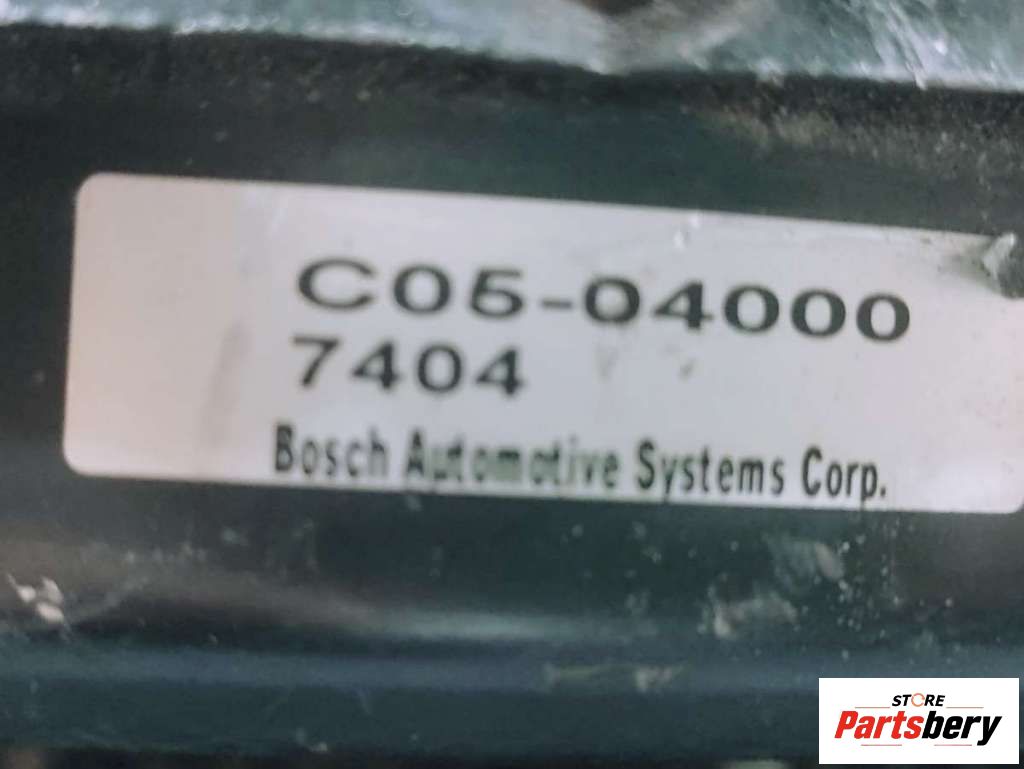 C05-04000
7404
Bosch Automotive Systems Corp.
STORE
Partsbery